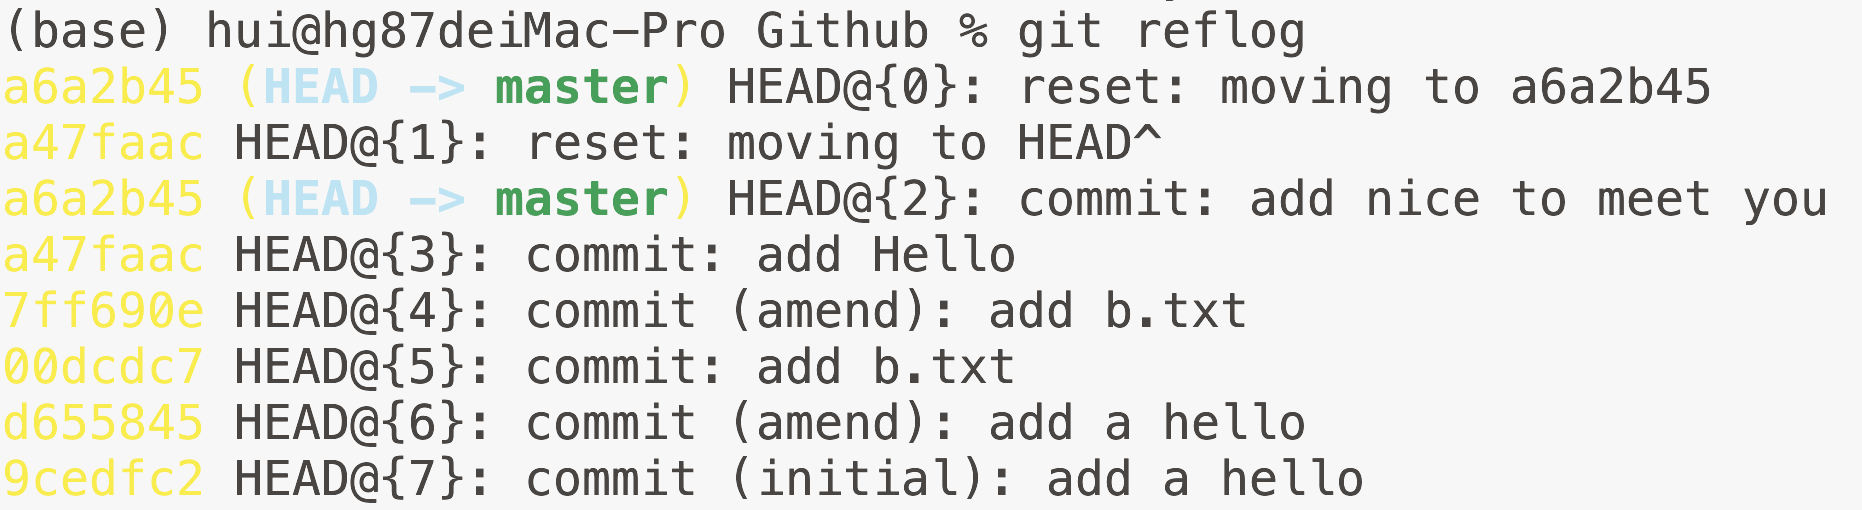 (base) hui@hg87deiMac-Pro Github % git reflog
a6a2b45 (HEAD -> master) HEAD@{0}: reset: moving to a6a2b45
a47faac HEAD@{1}: reset: moving to HEAD^
a6a2b45 (HEAD -> master) HEAD@{2}: commit: add nice to meet you
a47faac HEAD@{3}: commit: add Hello
7ff690e HEAD@{4}: commit (amend): add b.txt
00dcdc7 HEAD@{5}: commit: add b.txt
d655845 HEAD@{6}: commit (amend): add a hello
9cedfc2 HEAD@{7}: commit (initial): add a hello